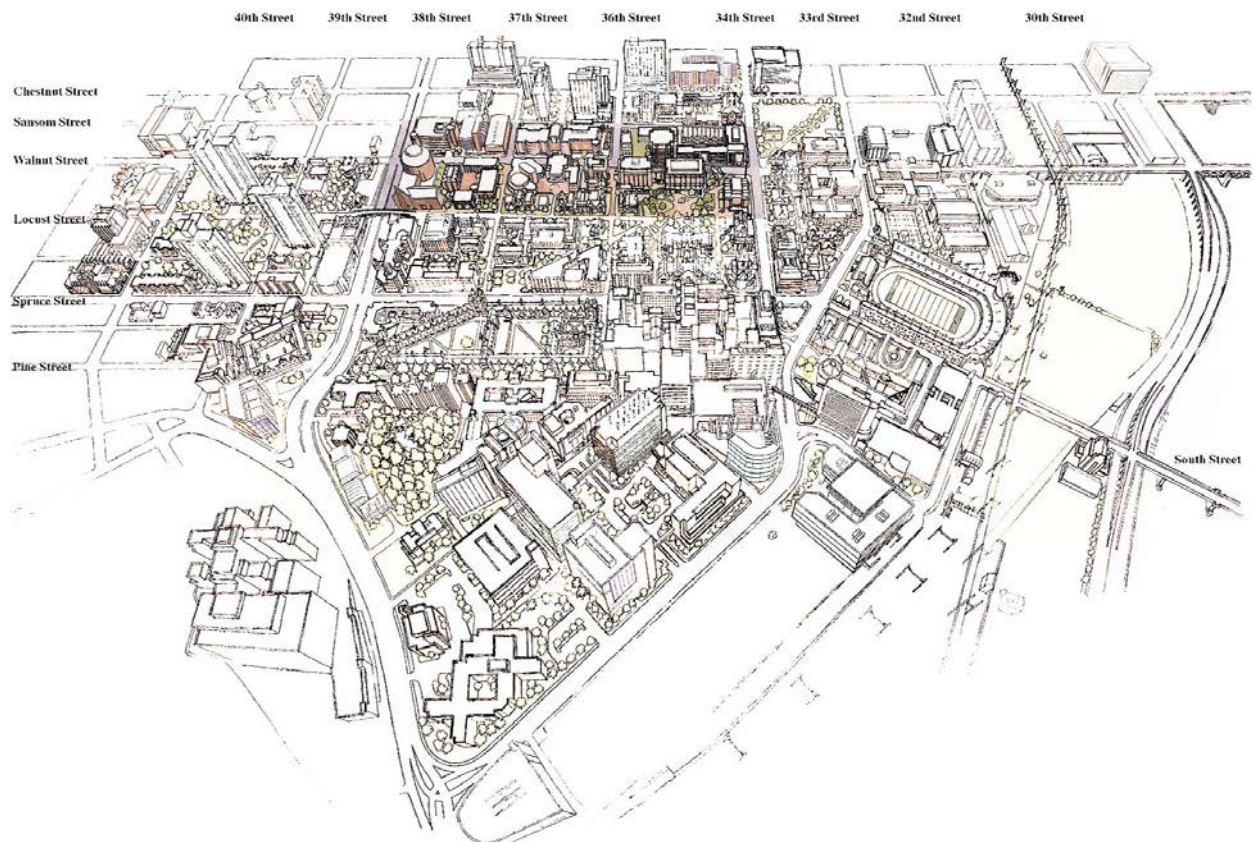 40th Street 39th Street 38th Street 37th Street 36th Street 34th Street 33rd Street 32nd Street 30th Street
Chestnut Street
Sansom Street
Walnut Street
Locust Street
Spruce Street
Pine Street
South Street